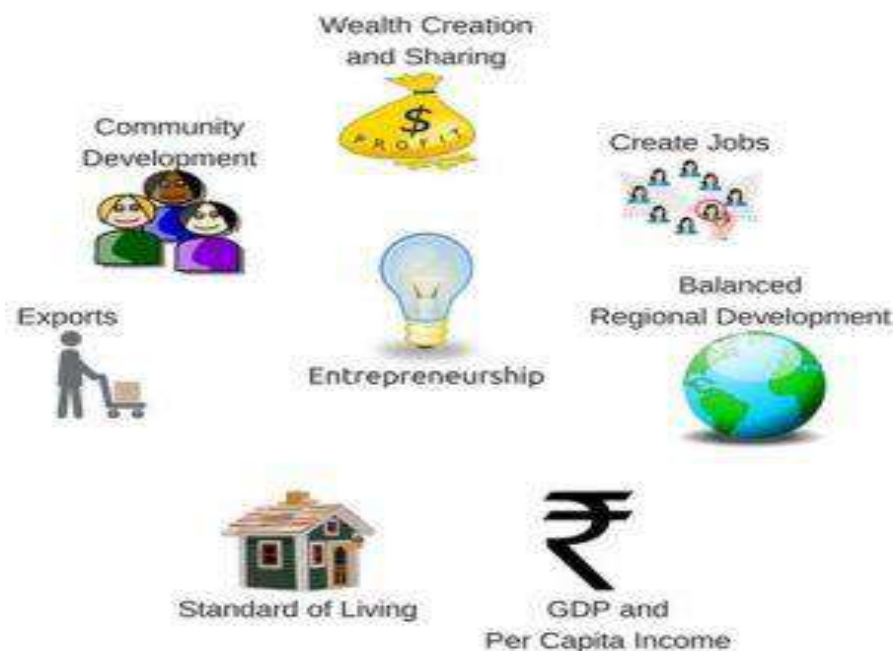 Wealth Creation
and Sharing
$
PROFIT
Community
Development
Create Jobs
Balanced
Regional Development
Exports
Entrepreneurship
₹
Standard of Living
GDP and
Per Capita Income